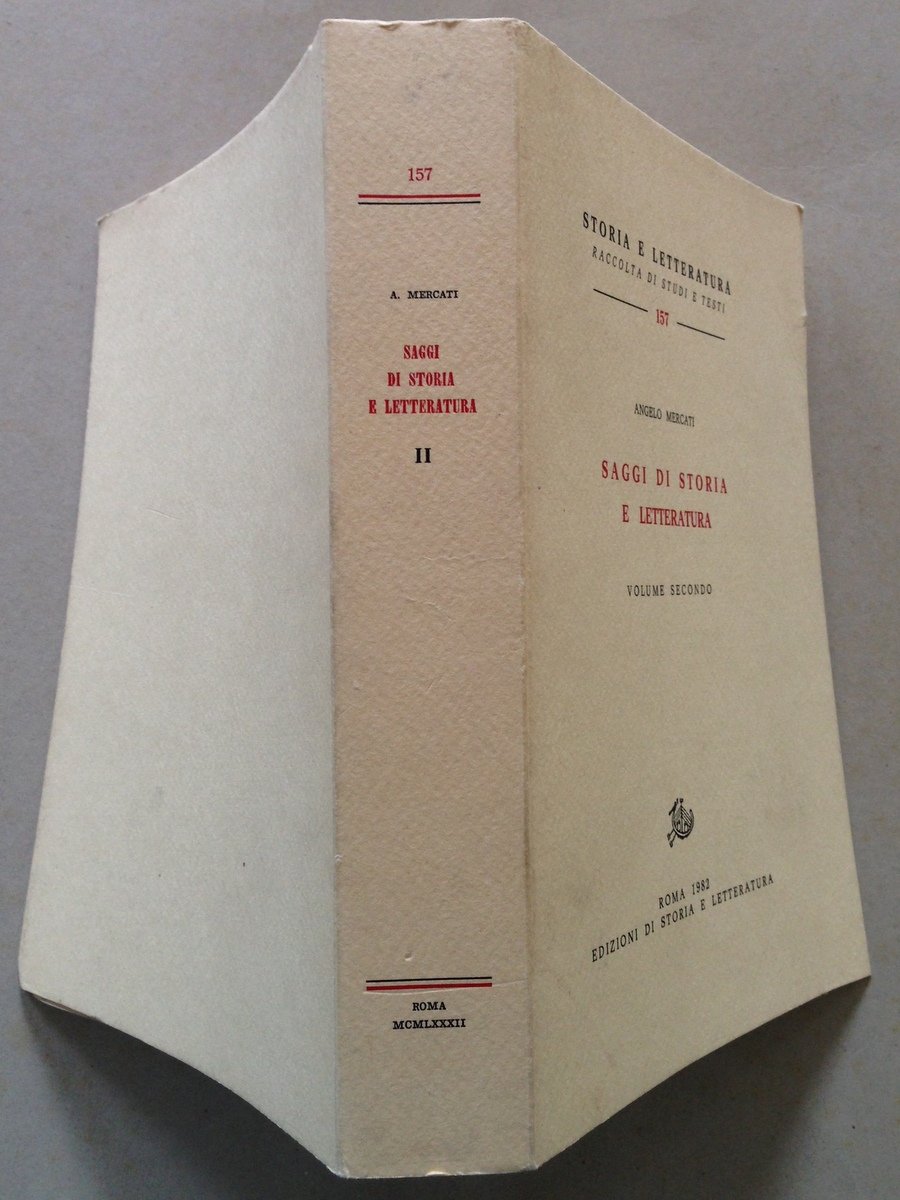 157
A. MERCATI
SAGGI
DI STORIA
E LETTERATURA
II
ROMA
MCMLXXXII
STORIA E LETTERATURA
RACCOLTA DI STUDI E TESTI
157
ANGELO MERCATI
SAGGI DI STORIA
E LETTERATURA
VOLUME SECONDO
ROMA 1982
EDIZIONI DI STORIA E LETTERATURA